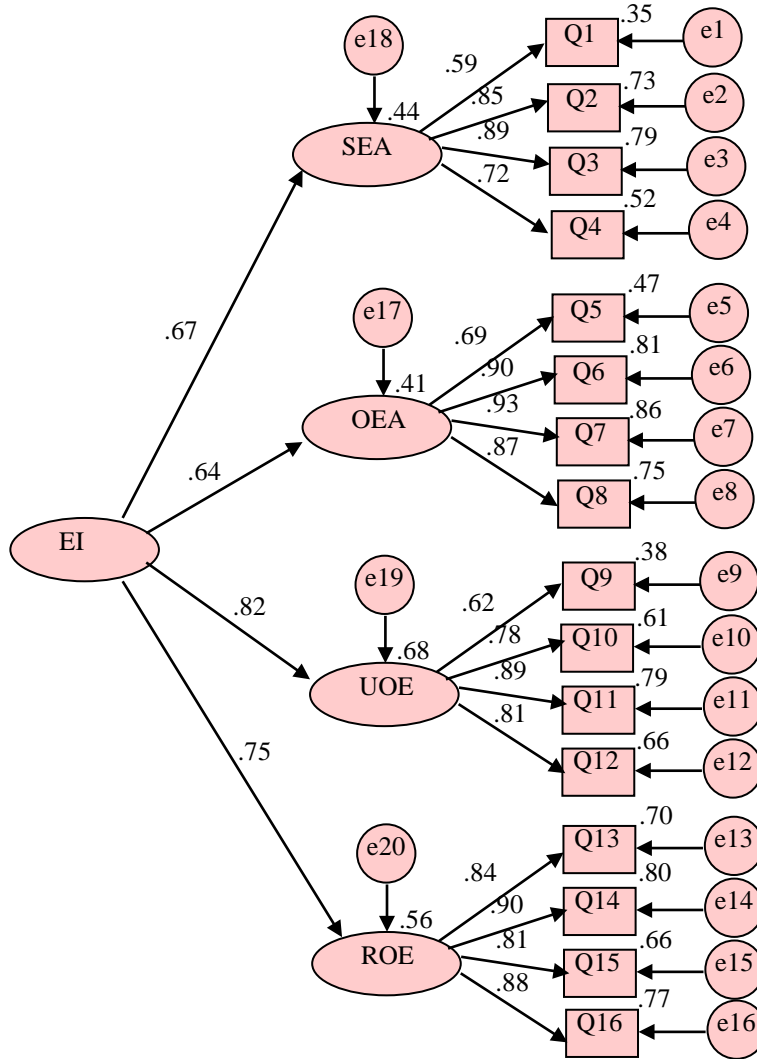 e18
.59
Q1
.35
e1
.85
Q2
.73
e2
.44
SEA
.89
Q3
.79
e3
.72
Q4
.52
e4
.67
e17
.69
Q5
.47
e5
.90
Q6
.81
e6
.41
OEA
.93
Q7
.86
e7
.87
Q8
.75
e8
.64
EI
.82
e19
.62
Q9
.38
e9
.78
Q10
.61
e10
.68
UOE
.89
Q11
.79
e11
.81
Q12
.66
e12
.75
e20
.84
Q13
.70
e13
.90
Q14
.80
e14
.56
ROE
.81
Q15
.66
e15
.88
Q16
.77
e16